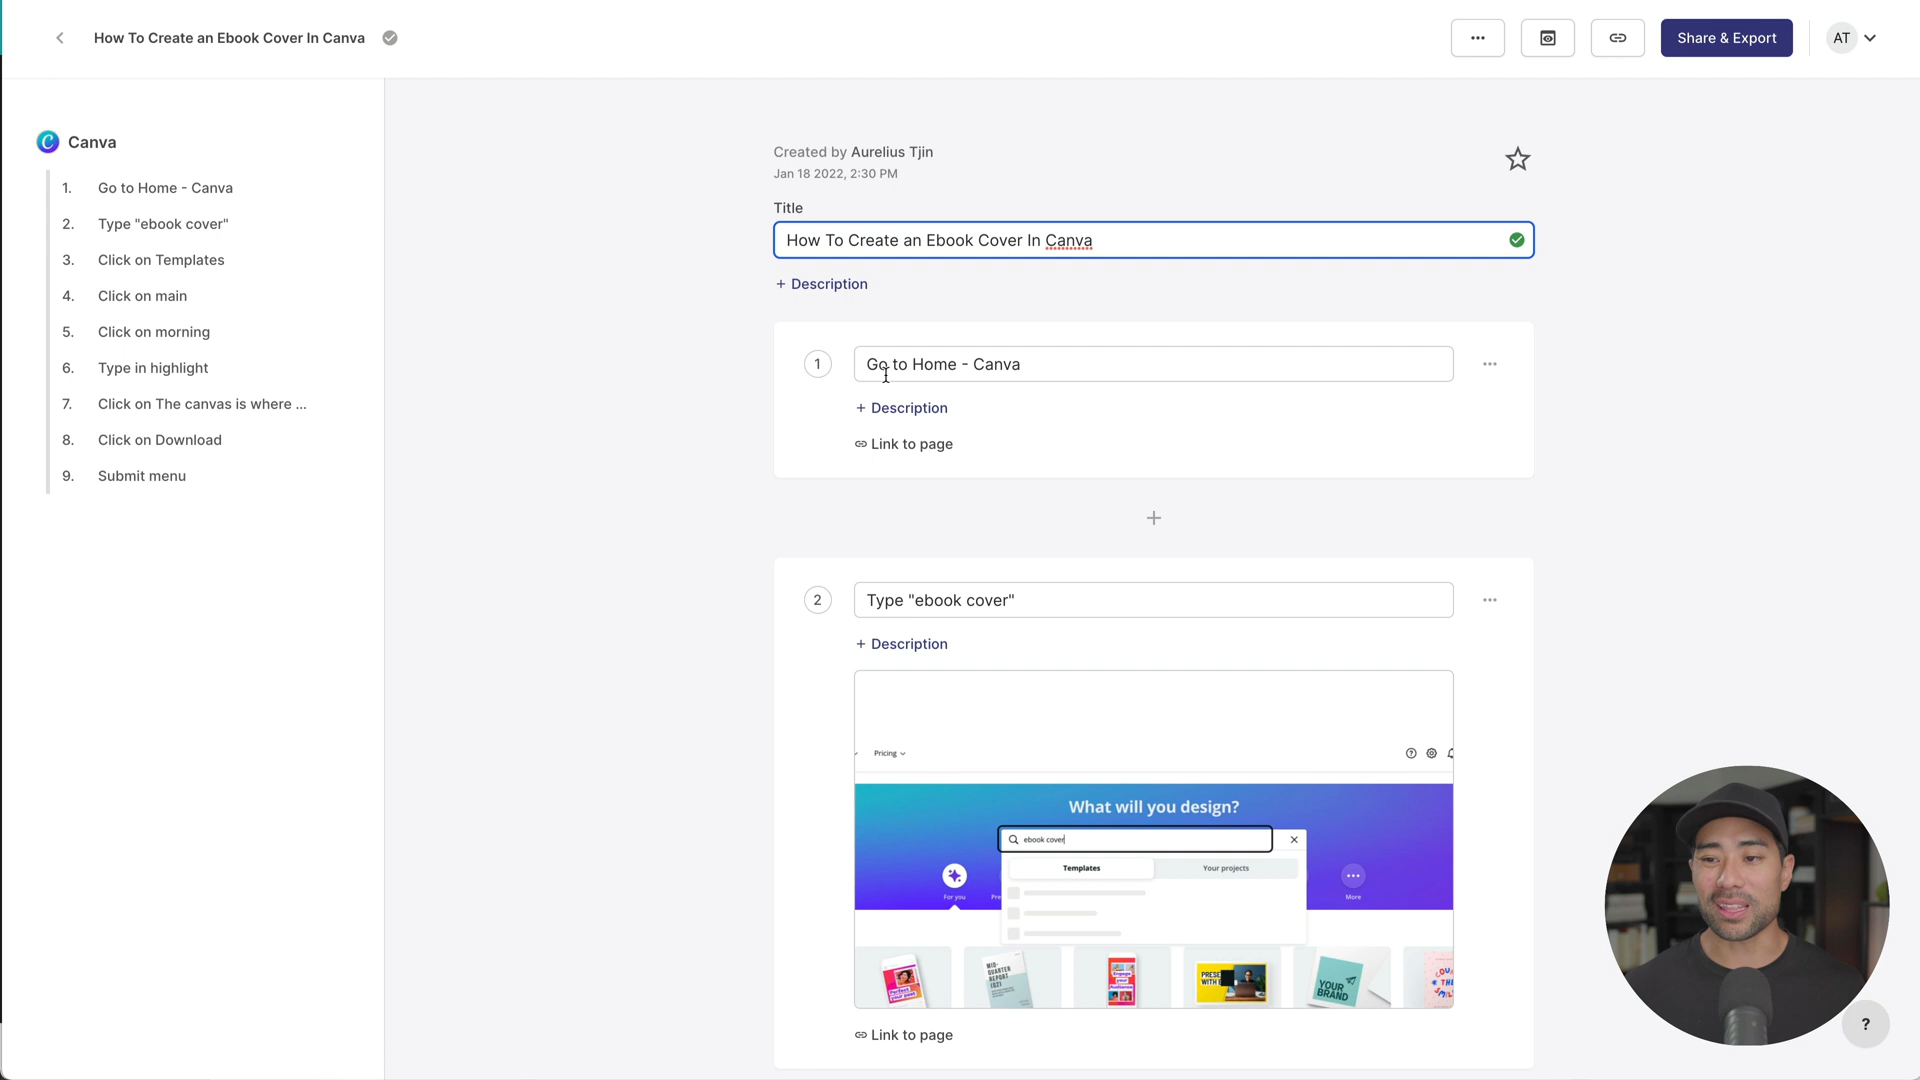 How To Create an Ebook Cover In Canva
Share & Export
AT
Canva
1. Go to Home - Canva
2. Type "ebook cover"
3. Click on Templates
4. Click on main
5. Click on morning
6. Type in highlight
7. Click on The canvas is where ...
8. Click on Download
9. Submit menu
Created by Aurelius Tjin
Jan 18 2022, 2:30 PM
Title
How To Create an Ebook Cover In Canva
+ Description
1
Go to Home - Canva
+ Description
Link to page
2
Type "ebook cover"
+ Description
Pricing
What will you design?
ebook cover
Templates
Your projects
For you
Pre
More
Perfect
your post
MID-
QUARTER
REPORT
YOUR
BRAND
Link to page
?